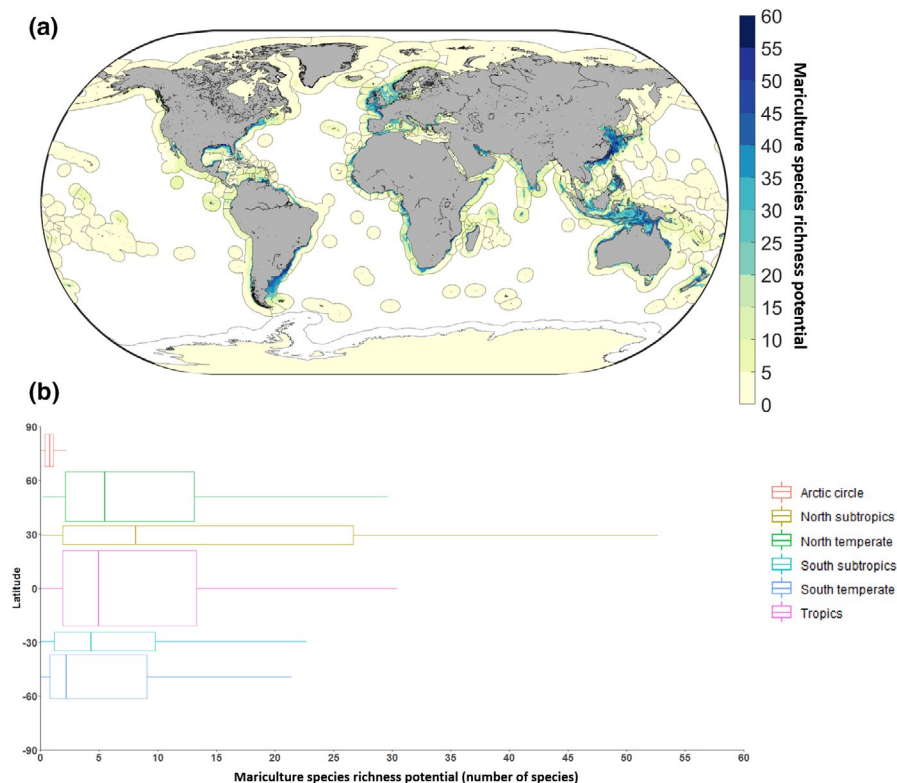 (a)
60
55
50
45
40
35
30
25
20
15
10
5
0
Mariculture species richness potential
(b)
90
60
30
0
-30
-60
-90
Latitude
0 5 10 15 20 25 30 35 40 45 50 55 60
Mariculture species richness potential (number of species)
Arctic circle
North subtropics
North temperate
South subtropics
South temperate
Tropics